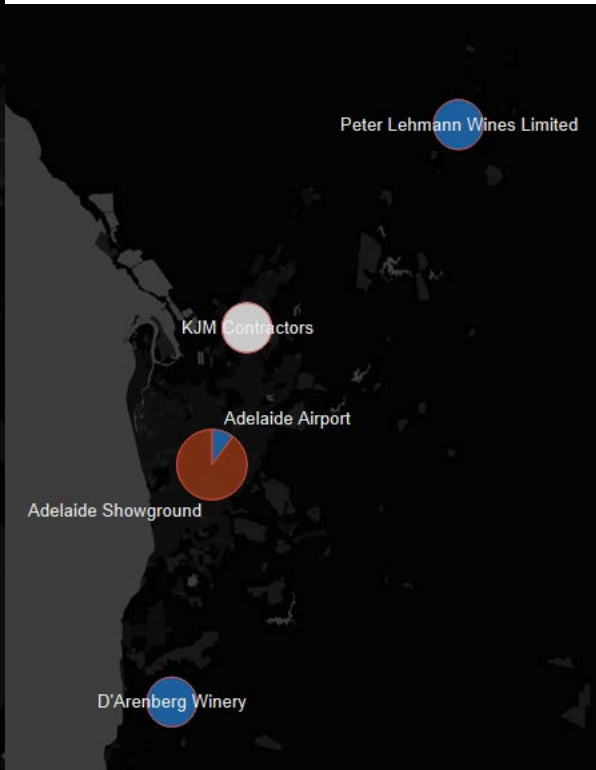 Peter Lehmann Wines Limited
KJM Contractors
Adelaide Airport
Adelaide Showground
D'Arenberg Winery